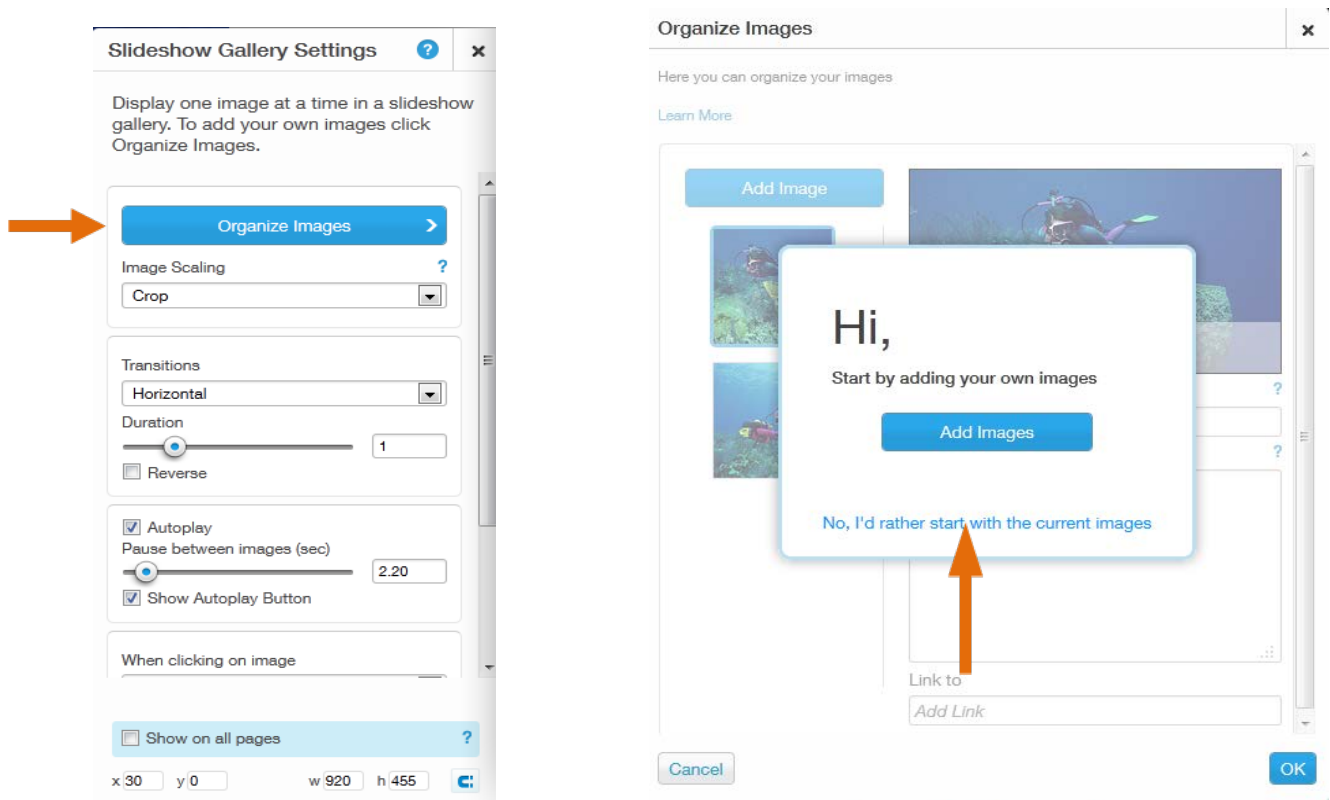 Slideshow Gallery Settings ? ×
Display one image at a time in a slideshow
gallery. To add your own images click
Organize Images.
Organize Images >
Image Scaling ?
Crop
Transitions
Horizontal
Duration
1
Reverse
Autoplay
Pause between images (sec)
2.20
Show Autoplay Button
When clicking on image
Show on all pages ?
x 30 y 0 w 920 h 455
Organize Images ×
Here you can organize your images
Learn More
Add Image
Hi,
Start by adding your own images
Add Images
No, I'd rather start with the current images
?
?
Link to
Add Link
Cancel
OK